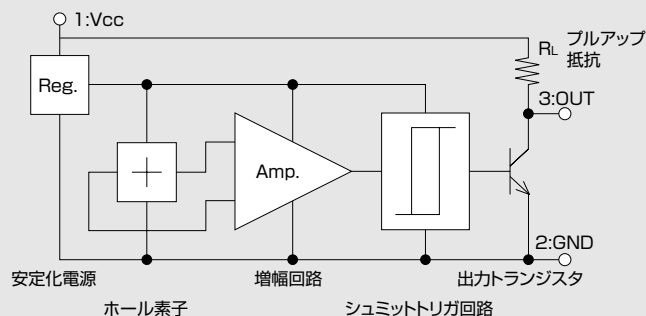 1:Vcc
RL
プルアップ
抵抗
Reg.
3:OUT
Amp.
2:GND
安定化電源
増幅回路
出力トランジスタ
ホール素子
シュミットトリガ回路